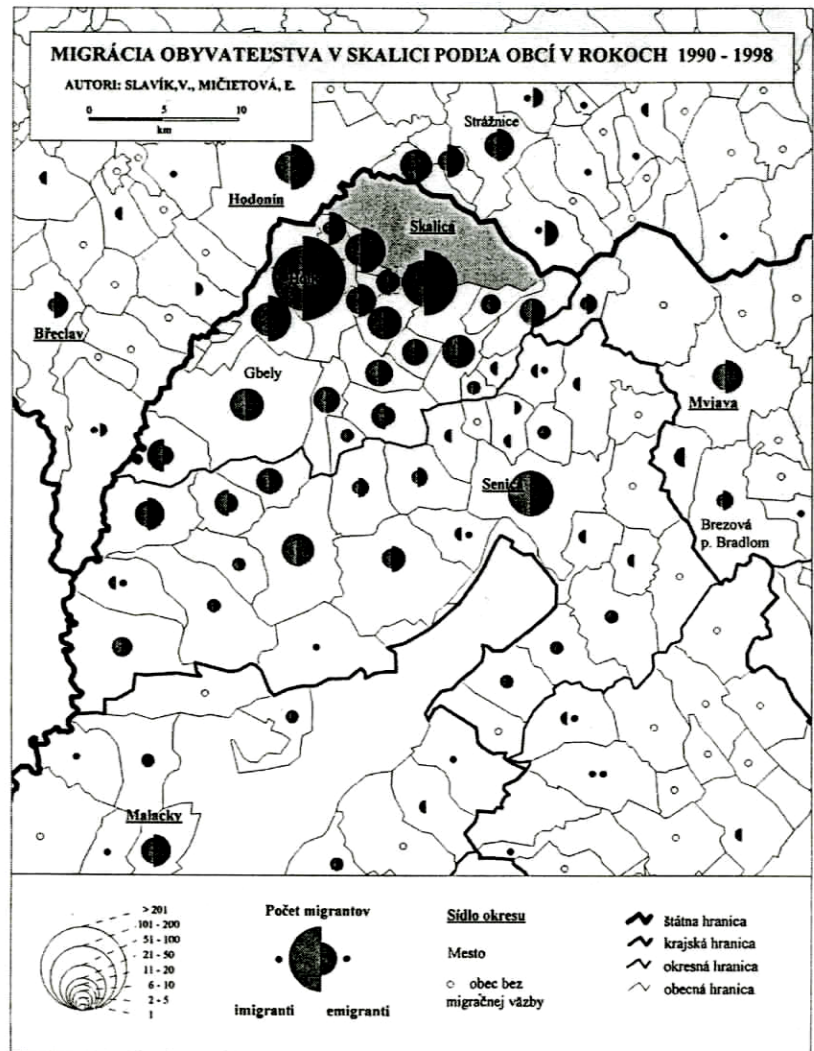 MIGRÁCIA OBYVATEĽSTVA V SKALICI PODĽA OBCÍ V ROKOCH 1990 - 1998
AUTORI: SLAVÍK,V., MIČIETOVÁ, E.
0 5 10
km
Strážnice
Hodonín
Skalica
Holíč
Břeclav
Gbely
Myjava
Senica
Brezová
p. Bradlom
Malacky
> 201
101 - 200
51 - 100
21 - 50
11 - 20
6 - 10
2 - 5
1
Počet migrantov
imigranti emigranti
Sídlo okresu
Mesto
obec bez
migračnej väzby
štátna hranica
krajská hranica
okresná hranica
obecná hranica